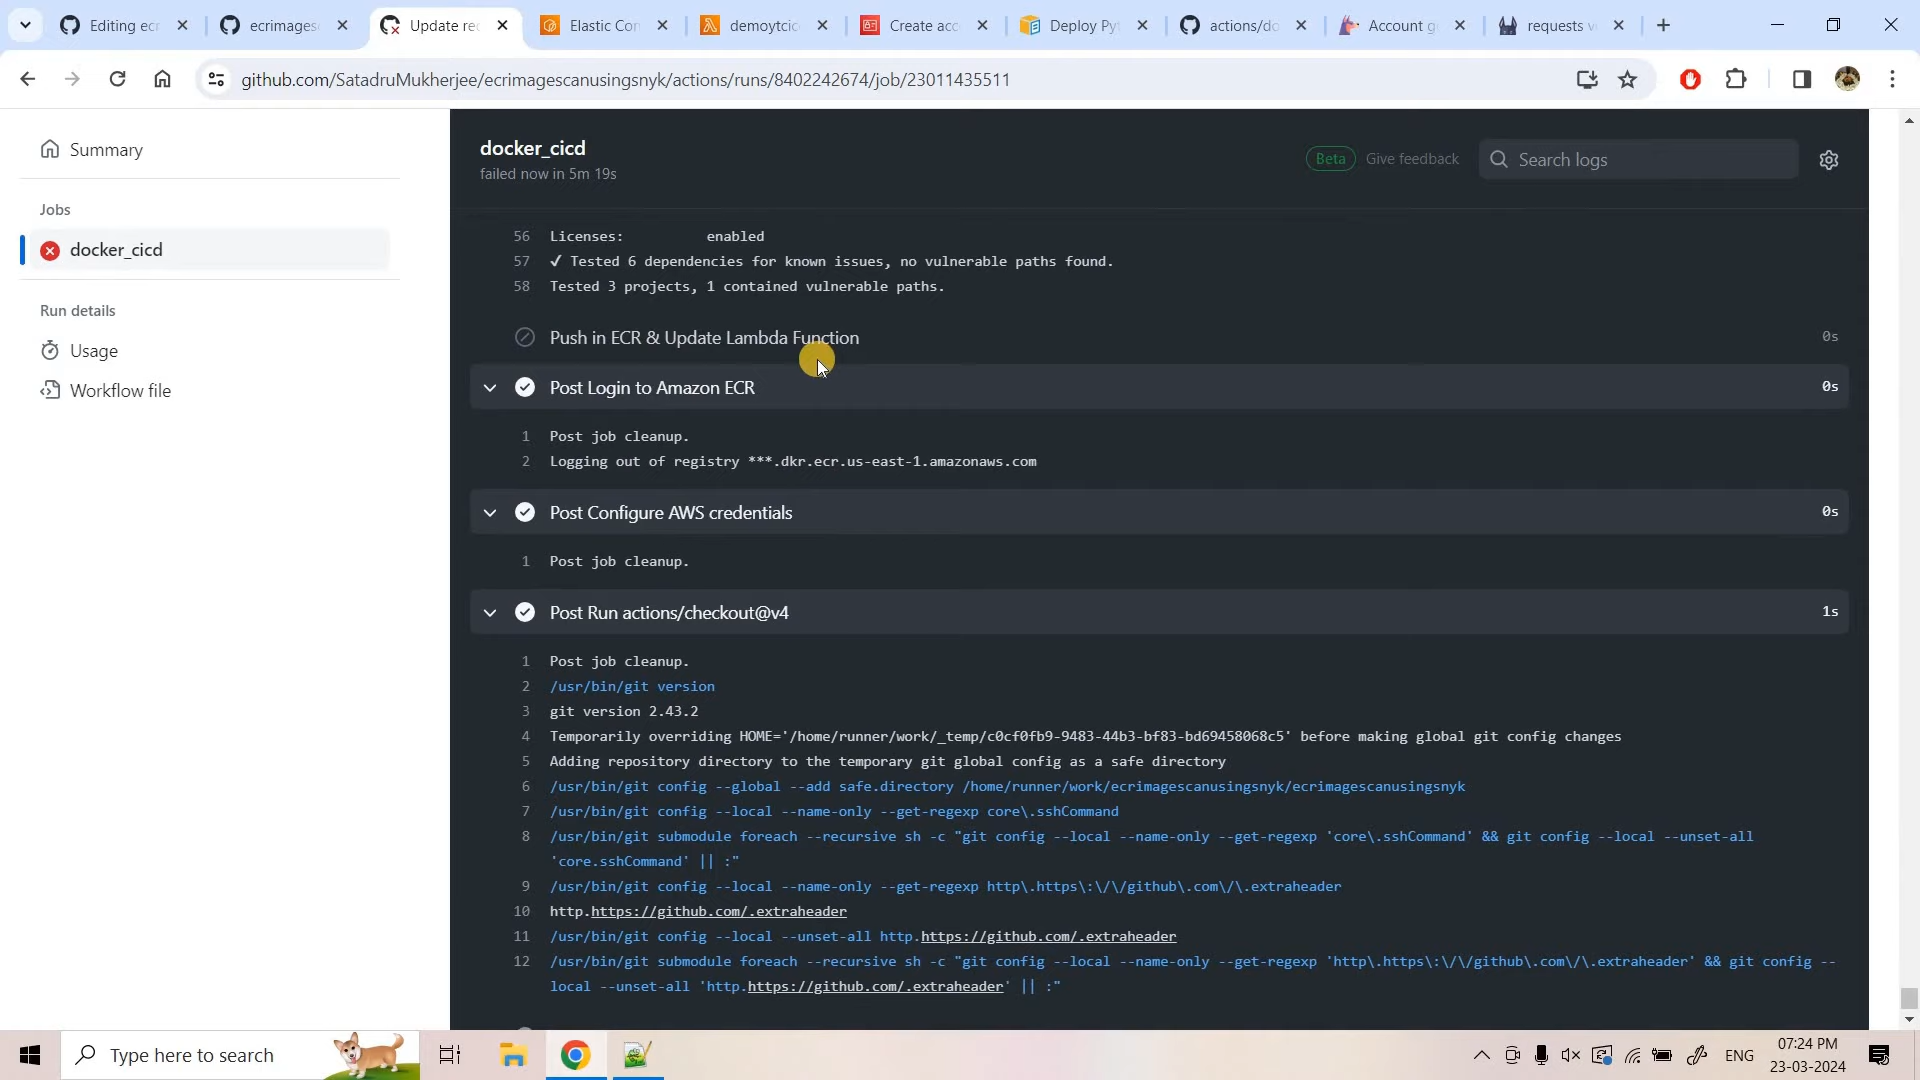 Editing ecr
ecrimages
Update rec
Elastic Con
demoytcic
Create acc
Deploy Py
actions/do
Account g
requests v
github.com/SatadruMukherjee/ecrimagescanusingsnyk/actions/runs/8402242674/job/23011435511
Summary
Jobs
docker_cicd
Run details
Usage
Workflow file
docker_cicd
failed now in 5m 19s
Beta Give feedback
Search logs
56 Licenses: enabled
57 ✓ Tested 6 dependencies for known issues, no vulnerable paths found.
58 Tested 3 projects, 1 contained vulnerable paths.
Push in ECR & Update Lambda Function 0s
Post Login to Amazon ECR 0s
1 Post job cleanup.
2 Logging out of registry ***.dkr.ecr.us-east-1.amazonaws.com
Post Configure AWS credentials 0s
1 Post job cleanup.
Post Run actions/checkout@v4 1s
1 Post job cleanup.
2 /usr/bin/git version
3 git version 2.43.2
4 Temporarily overriding HOME='/home/runner/work/_temp/c0cf0fb9-9483-44b3-bf83-bd69458068c5' before making global git config changes
5 Adding repository directory to the temporary git global config as a safe directory
6 /usr/bin/git config --global --add safe.directory /home/runner/work/ecrimagescanusingsnyk/ecrimagescanusingsnyk
7 /usr/bin/git config --local --name-only --get-regexp core\.sshCommand
8 /usr/bin/git submodule foreach --recursive sh -c "git config --local --name-only --get-regexp 'core\.sshCommand' && git config --local --unset-all
'core.sshCommand' || :"
9 /usr/bin/git config --local --name-only --get-regexp http\.https\:\/\/github\.com\/\.extraheader
10 http.https://github.com/.extraheader
11 /usr/bin/git config --local --unset-all http.https://github.com/.extraheader
12 /usr/bin/git submodule foreach --recursive sh -c "git config --local --name-only --get-regexp 'http\.https\:\/\/github\.com\/\.extraheader' && git config --
local --unset-all 'http.https://github.com/.extraheader' || :"
Type here to search
ENG
07:24 PM
23-03-2024